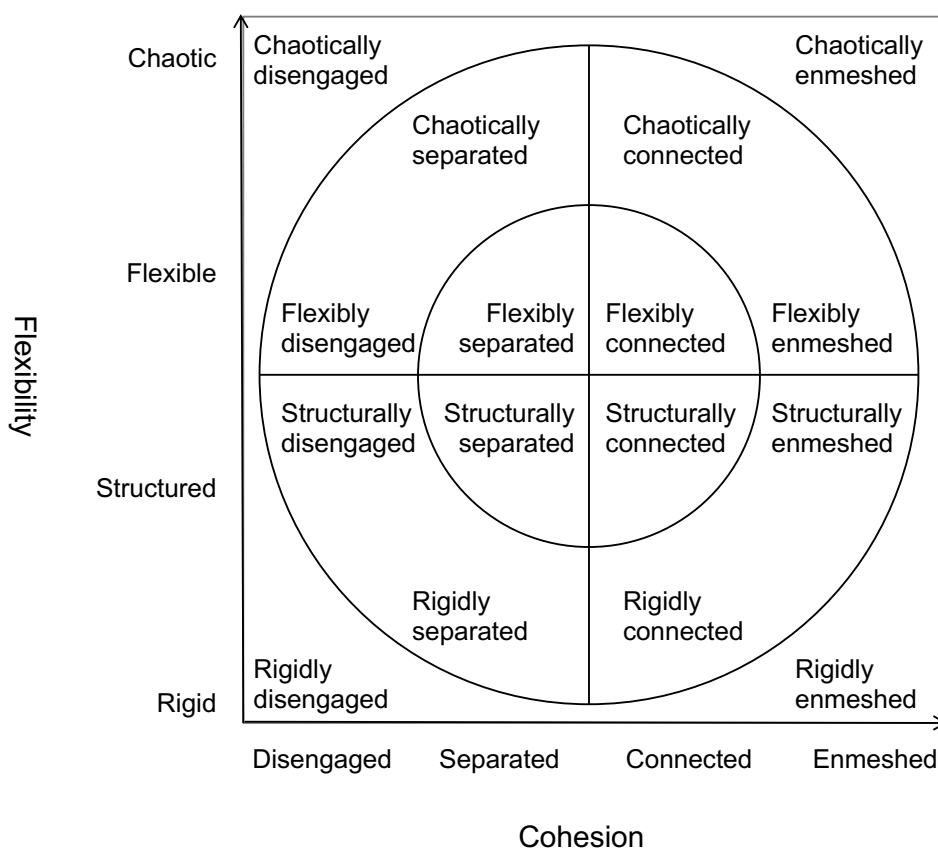 Chaotic
Chaotically
disengaged
Chaotically
enmeshed
Chaotically
separated
Chaotically
connected
Flexible
Flexibly
disengaged
Flexibly
separated
Flexibly
connected
Flexibly
enmeshed
Flexibility
Structurally
disengaged
Structurally
separated
Structurally
connected
Structurally
enmeshed
Structured
Rigidly
separated
Rigidly
connected
Rigid
Rigidly
disengaged
Rigidly
enmeshed
Disengaged
Separated
Connected
Enmeshed
Cohesion